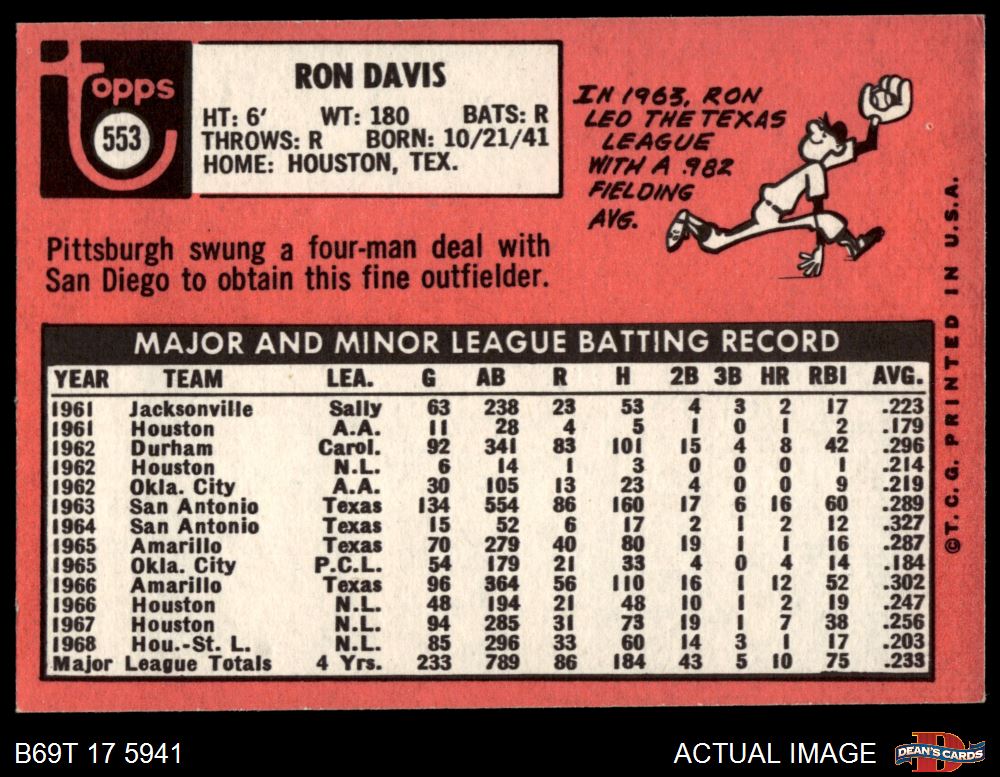 Topps
553
RON DAVIS
HT: 6' WT: 180 BATS: R
THROWS: R BORN: 10/21/41
HOME: HOUSTON, TEX.
IN 1963, RON
LED THE TEXAS
LEAGUE
WITH A .982
FIELDING
AVG.
Pittsburgh swung a four-man deal with
San Diego to obtain this fine outfielder.
©T.C.G. PRINTED IN U.S.A.
MAJOR AND MINOR LEAGUE BATTING RECORD
YEAR TEAM LEA. G AB R H 2B 3B HR RBI AVG.
1961 Jacksonville Sally 63 238 23 53 4 3 2 17 .223
1961 Houston A.A. 11 28 4 5 1 0 1 2 .179
1962 Durham Carol. 92 341 83 101 15 4 8 42 .296
1962 Houston N.L. 6 14 1 3 0 0 0 1 .214
1962 Okla. City A.A. 30 105 13 23 4 0 0 9 .219
1963 San Antonio Texas 134 554 86 160 17 6 16 60 .289
1964 San Antonio Texas 15 52 6 17 2 1 2 12 .327
1965 Amarillo Texas 70 279 40 80 19 1 1 16 .287
1965 Okla. City P.C.L. 54 179 21 33 4 0 4 14 .184
1966 Amarillo Texas 96 364 56 110 16 1 12 52 .302
1966 Houston N.L. 48 194 21 48 10 1 2 19 .247
1967 Houston N.L. 94 285 31 73 19 1 7 38 .256
1968 Hou.-St. L. N.L. 85 296 33 60 14 3 1 17 .203
Major League Totals 4 Yrs. 233 789 86 184 43 5 10 75 .233
B69T 17 5941
ACTUAL IMAGE
DEAN'S CARDS